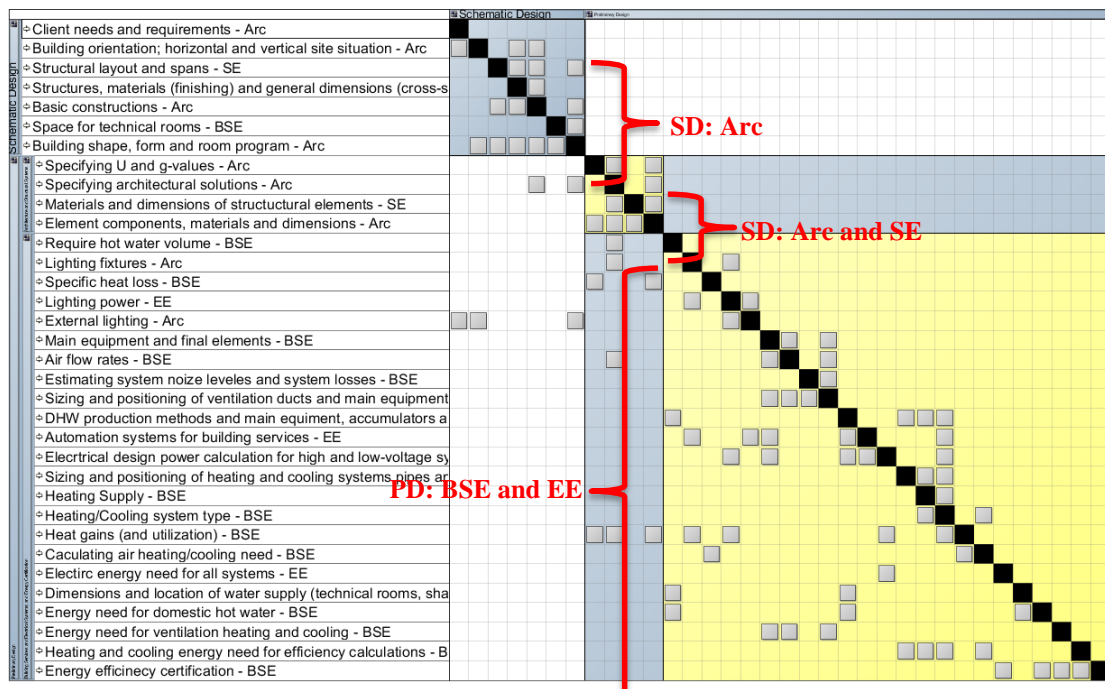 Schematic Design
Preliminary Design
Schematic Design
Client needs and requirements - Arc
Building orientation; horizontal and vertical site situation - Arc
Structural layout and spans - SE
Structures, materials (finishing) and general dimensions (cross-s
Basic constructions - Arc
Space for technical rooms - BSE
Building shape, form and room program - Arc
SD: Arc
Specifying U and g-values - Arc
Specifying architectural solutions - Arc
Materials and dimensions of structuctural elements - SE
Element components, materials and dimensions - Arc
SD: Arc and SE
Require hot water volume - BSE
Lighting fixtures - Arc
Specific heat loss - BSE
Lighting power - EE
External lighting - Arc
Main equipment and final elements - BSE
Air flow rates - BSE
Estimating system noize leveles and system losses - BSE
Sizing and positioning of ventilation ducts and main equipment
DHW production methods and main equiment, accumulators a
Automation systems for building services - EE
Elecrtrical design power calculation for high and low-voltage sy
Sizing and positioning of heating and cooling systems pipes ar
PD: BSE and EE
Heating Supply - BSE
Heating/Cooling system type - BSE
Heat gains (and utilization) - BSE
Caculating air heating/cooling need - BSE
Electirc energy need for all systems - EE
Dimensions and location of water supply (technical rooms, sha
Energy need for domestic hot water - BSE
Energy need for ventilation heating and cooling - BSE
Heating and cooling energy need for efficiency calculations - B
Energy efficinecy certification - BSE
Preliminary Design